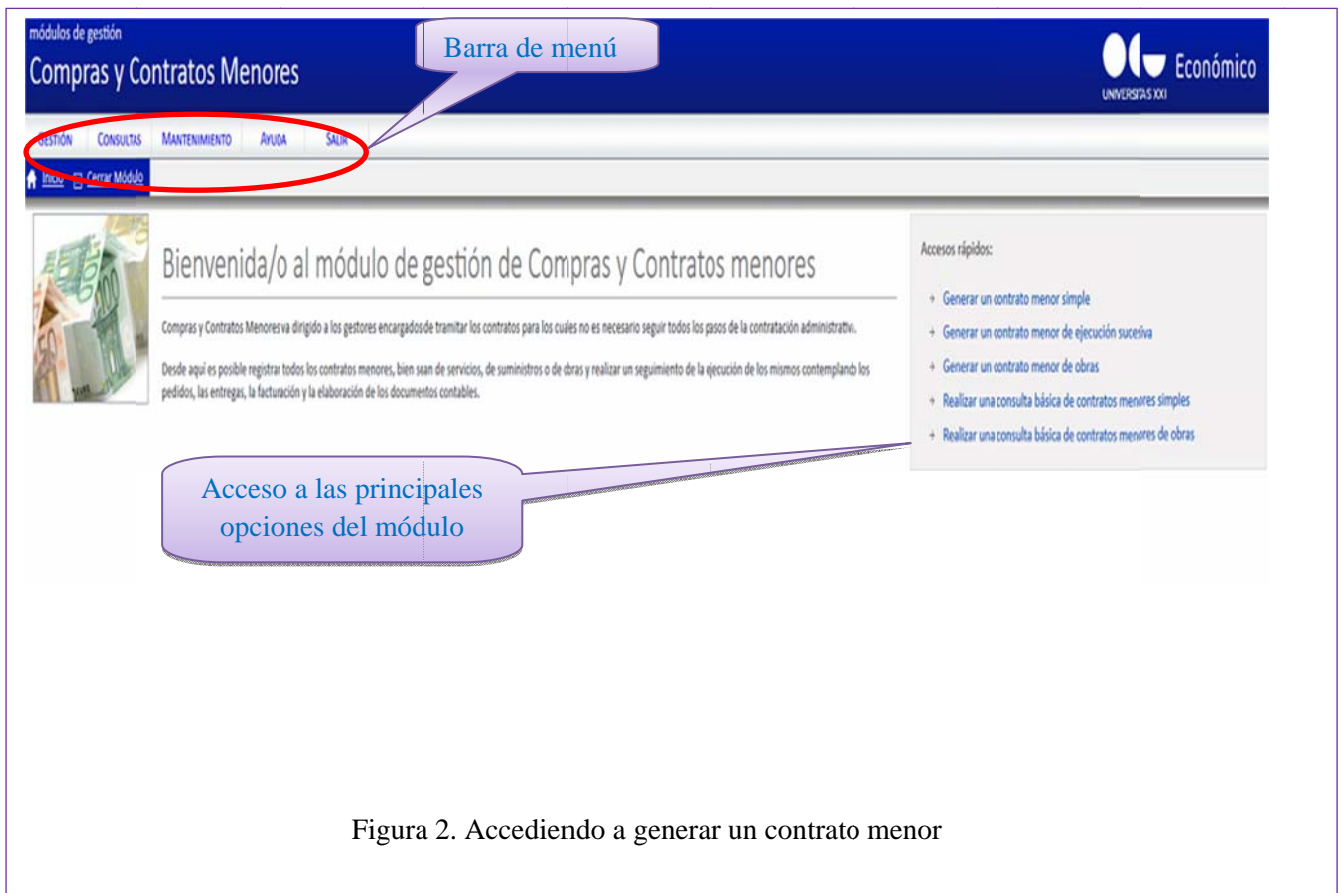 módulos de gestión
Compras y Contratos Menores
Barra de menú
Económico
UNIVERSITAS XXI
GESTIÓN CONSULTAS MANTENIMIENTO AYUDA SALIR
Inicio Cerrar Módulo
Bienvenida/o al módulo de gestión de Compras y Contratos menores
Compras y Contratos Menores va dirigido a los gestores encargados de tramitar los contratos para los cuales no es necesario seguir todos los pasos de la contratación administrativa.
Desde aquí es posible registrar todos los contratos menores, bien sean de servicios, de suministros o de obras y realizar un seguimiento de la ejecución de los mismos contemplando los
pedidos, las entregas, la facturación y la elaboración de los documentos contables.
Accesos rápidos:
Generar un contrato menor simple
Generar un contrato menor de ejecución sucesiva
Generar un contrato menor de obras
Realizar una consulta básica de contratos menores simples
Realizar una consulta básica de contratos menores de obras
Acceso a las principales
opciones del módulo
Figura 2. Accediendo a generar un contrato menor